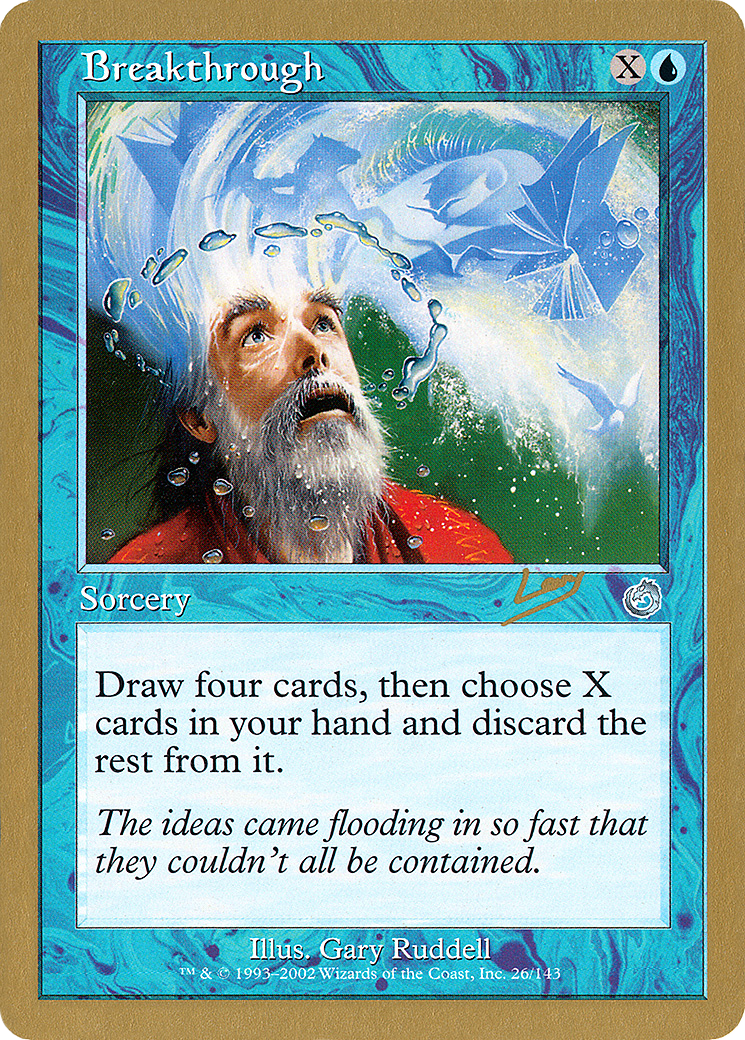 Breakthrough X
Sorcery
Draw four cards, then choose X
cards in your hand and discard the
rest from it.
The ideas came flooding in so fast that
they couldn't all be contained.
Illus. Gary Ruddell
™ & © 1993–2002 Wizards of the Coast, Inc. 26/143